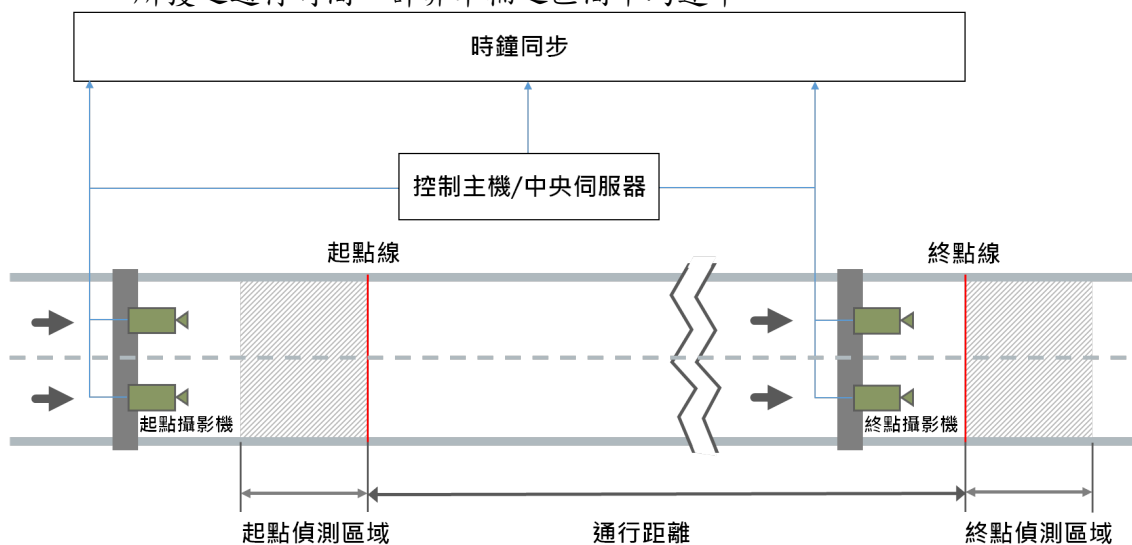 時鐘同步
控制主機/中央伺服器
起點線
終點線
起點攝影機
終點攝影機
起點偵測區域
通行距離
終點偵測區域